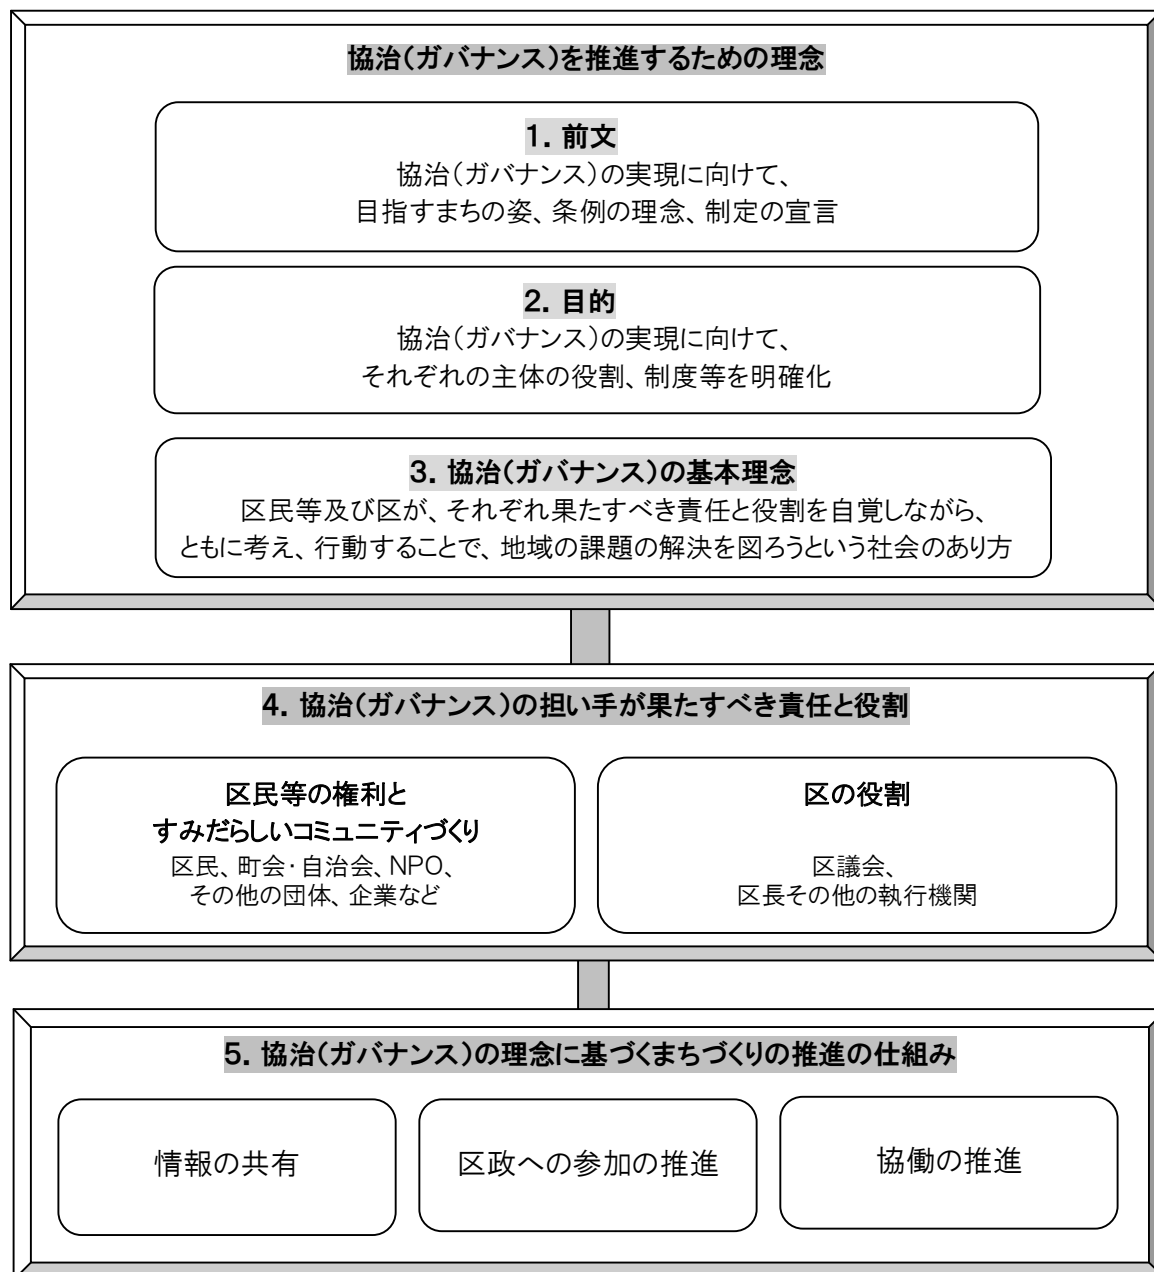 協治(ガバナンス)を推進するための理念
1. 前文
協治(ガバナンス)の実現に向けて、
目指すまちの姿、条例の理念、制定の宣言
2. 目的
協治(ガバナンス)の実現に向けて、
それぞれの主体の役割、制度等を明確化
3. 協治(ガバナンス)の基本理念
区民等及び区が、それぞれ果たすべき責任と役割を自覚しながら、
ともに考え、行動することで、地域の課題の解決を図ろうという社会のあり方
4. 協治(ガバナンス)の担い手が果たすべき責任と役割
区民等の権利と
すみだらしいコミュニティづくり
区民、町会・自治会、NPO、
その他の団体、企業など
区の役割
区議会、
区長その他の執行機関
5. 協治(ガバナンス)の理念に基づくまちづくりの推進の仕組み
情報の共有
区政への参加の推進
協働の推進